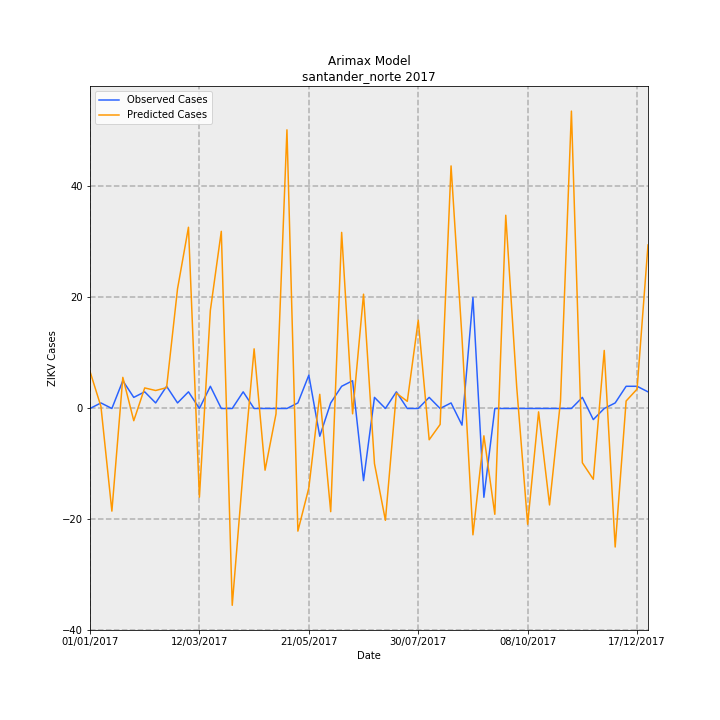 Arimax Model
santander_norte 2017
Observed Cases
Predicted Cases
ZIKV Cases
40
20
0
−20
−40
01/01/2017 12/03/2017 21/05/2017 30/07/2017 08/10/2017 17/12/2017
Date